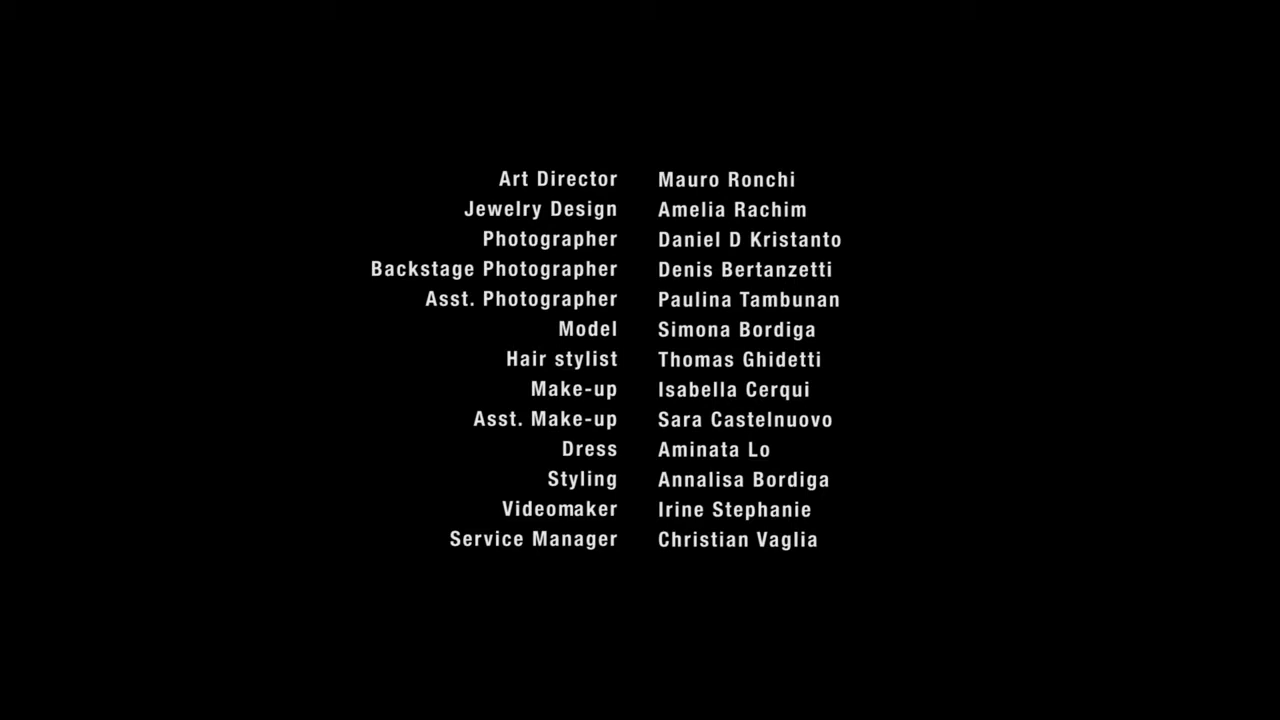 Art Director Mauro Ronchi
Jewelry Design Amelia Rachim
Photographer Daniel D Kristanto
Backstage Photographer Denis Bertanzetti
Asst. Photographer Paulina Tambunan
Model Simona Bordiga
Hair stylist Thomas Ghidetti
Make-up Isabella Cerqui
Asst. Make-up Sara Castelnuovo
Dress Aminata Lo
Styling Annalisa Bordiga
Videomaker Irine Stephanie
Service Manager Christian Vaglia